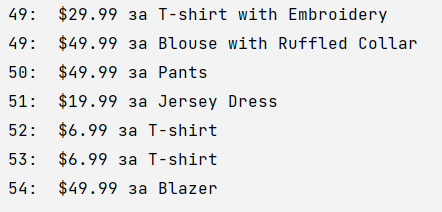 49:  $29.99 за T-shirt with Embroidery
49:  $49.99 за Blouse with Ruffled Collar
50:  $49.99 за Pants
51:  $19.99 за Jersey Dress
52:  $6.99 за T-shirt
53:  $6.99 за T-shirt
54:  $49.99 за Blazer